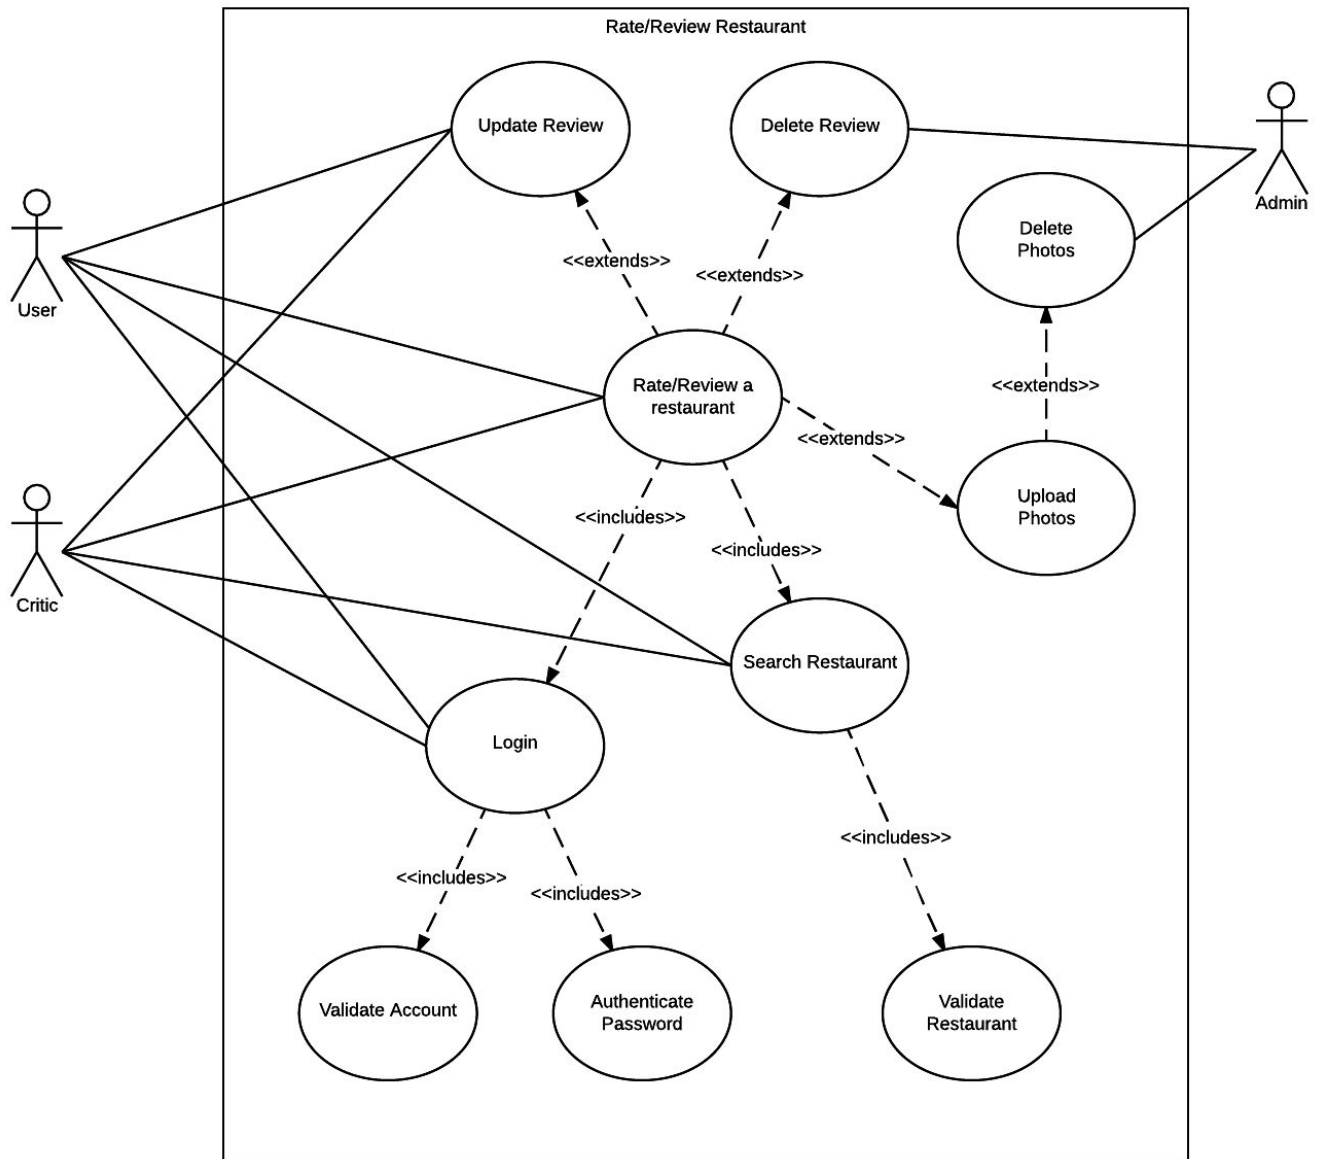 Rate/Review Restaurant
Update Review
Delete Review
Admin
User
Delete
Photos
<<extends>>
<<extends>>
Rate/Review a
restaurant
<<extends>>
<<extends>>
Upload
Photos
<<includes>>
<<includes>>
Critic
Search Restaurant
Login
<<includes>>
<<includes>>
<<includes>>
Validate Account
Authenticate
Password
Validate
Restaurant